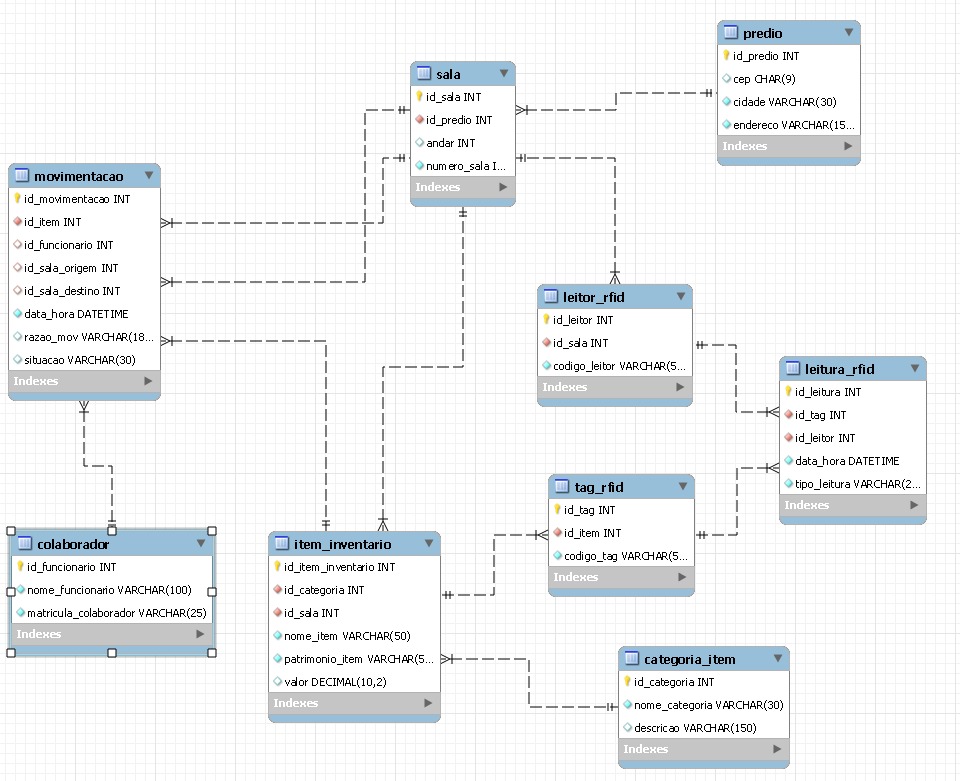 predio
id_predio INT
cep CHAR(9)
cidade VARCHAR(30)
endereco VARCHAR(15...
Indexes
sala
id_sala INT
id_predio INT
andar INT
numero_sala I...
Indexes
movimentacao
id_movimentacao INT
id_item INT
id_funcionario INT
id_sala_origem INT
id_sala_destino INT
data_hora DATETIME
razao_mov VARCHAR(18...
situacao VARCHAR(30)
Indexes
leitor_rfid
id_leitor INT
id_sala INT
codigo_leitor VARCHAR(5...
Indexes
leitura_rfid
id_leitura INT
id_tag INT
id_leitor INT
data_hora DATETIME
tipo_leitura VARCHAR(2...
Indexes
tag_rfid
id_tag INT
id_item INT
codigo_tag VARCHAR(5...
Indexes
colaborador
id_funcionario INT
nome_funcionario VARCHAR(100)
matricula_colaborador VARCHAR(25)
Indexes
item_inventario
id_item_inventario INT
id_categoria INT
id_sala INT
nome_item VARCHAR(50)
patrimonio_item VARCHAR(5...
valor DECIMAL(10,2)
Indexes
categoria_item
id_categoria INT
nome_categoria VARCHAR(30)
descricao VARCHAR(150)
Indexes